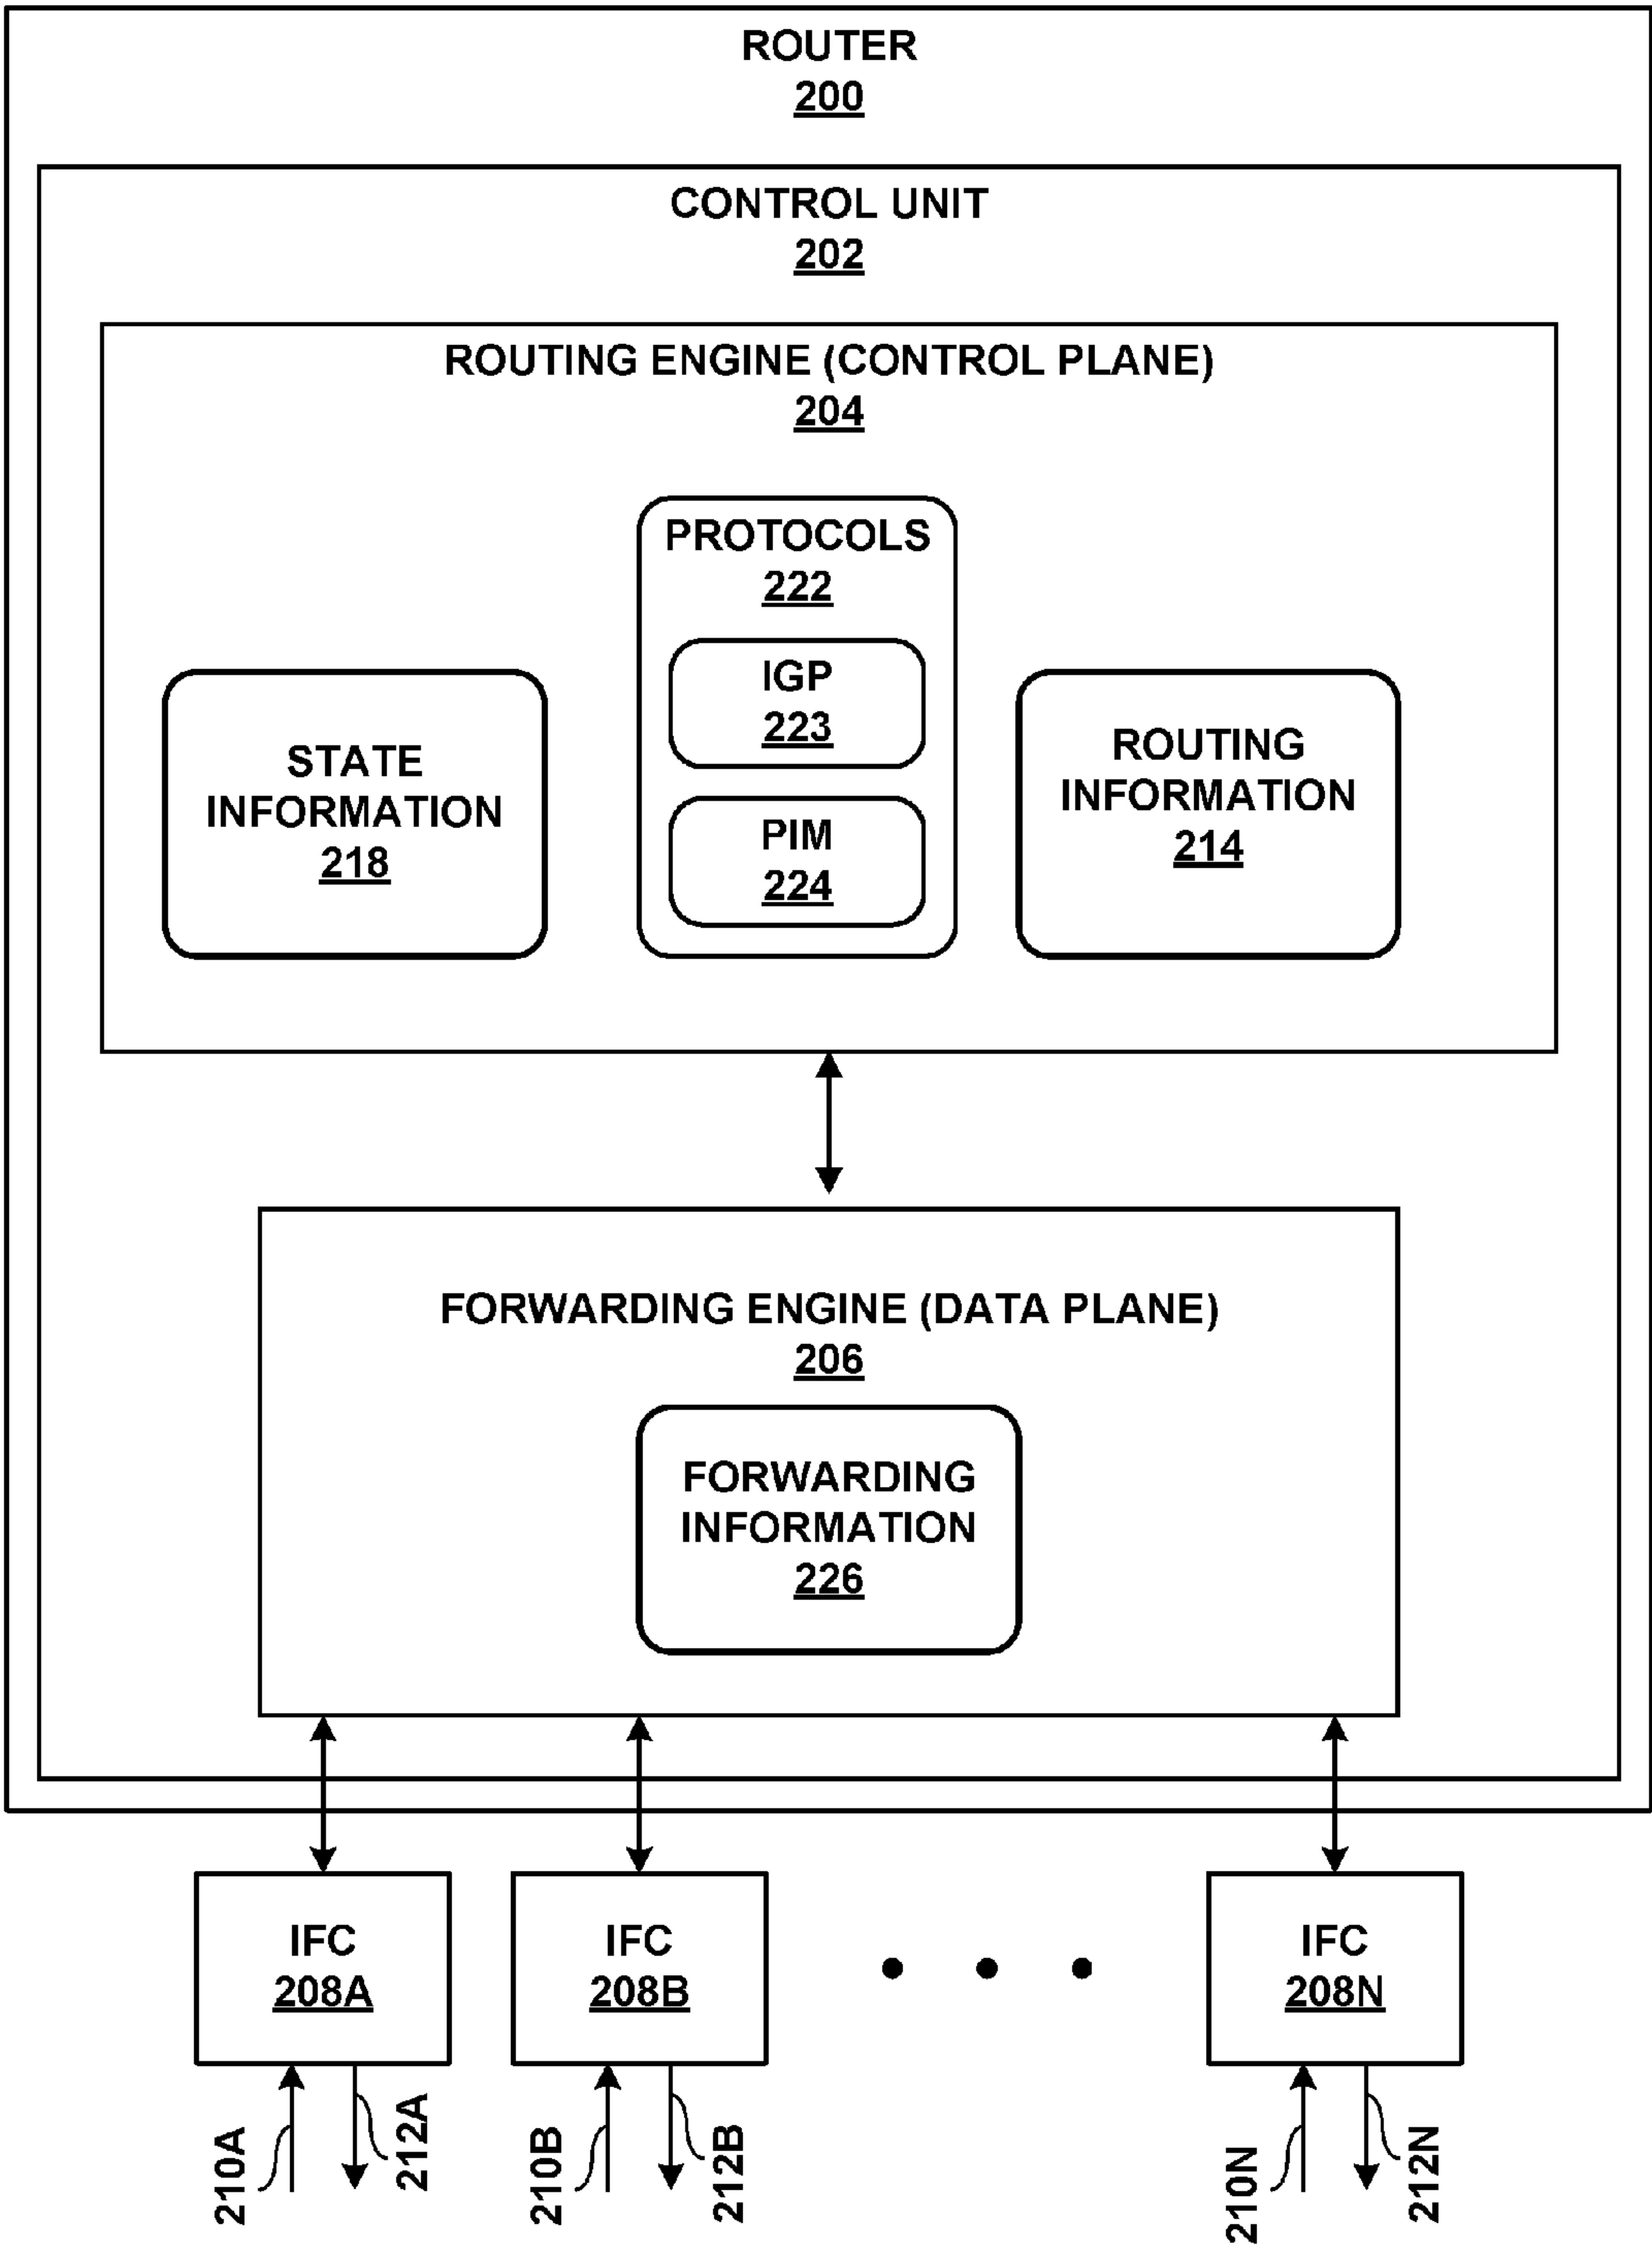 ROUTER
200
CONTROL UNIT
202
ROUTING ENGINE (CONTROL PLANE)
204
PROTOCOLS
222
IGP
223
PIM
224
STATE
INFORMATION
218
ROUTING
INFORMATION
214
FORWARDING ENGINE (DATA PLANE)
206
FORWARDING
INFORMATION
226
IFC
208A
IFC
208B
IFC
208N
210A
212A
210B
212B
210N
212N